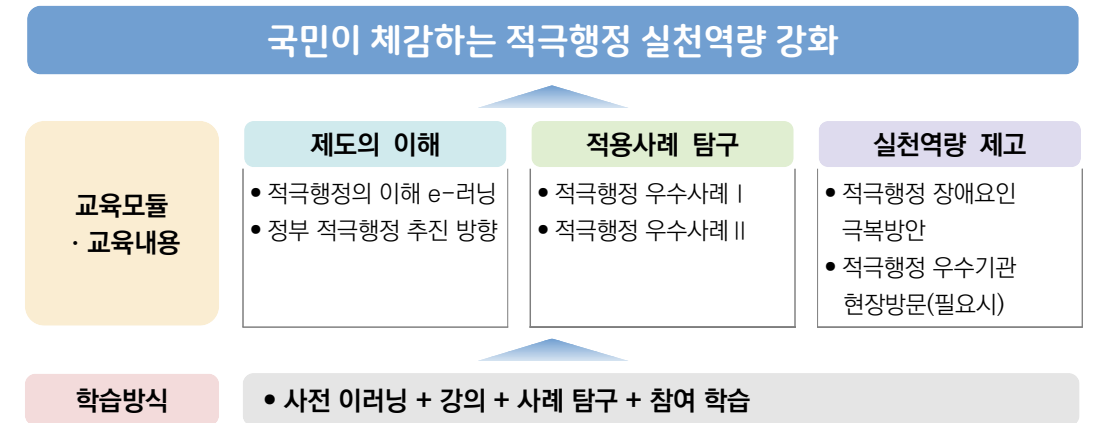 국민이 체감하는 적극행정 실천역량 강화
교육모듈
· 교육내용
제도의 이해
• 적극행정의 이해 e-러닝
• 정부 적극행정 추진 방향
적용사례 탐구
• 적극행정 우수사례Ⅰ
• 적극행정 우수사례Ⅱ
실천역량 제고
• 적극행정 장애요인
극복방안
• 적극행정 우수기관
현장방문(필요시)
학습방식
• 사전 이러닝 + 강의 + 사례 탐구 + 참여 학습